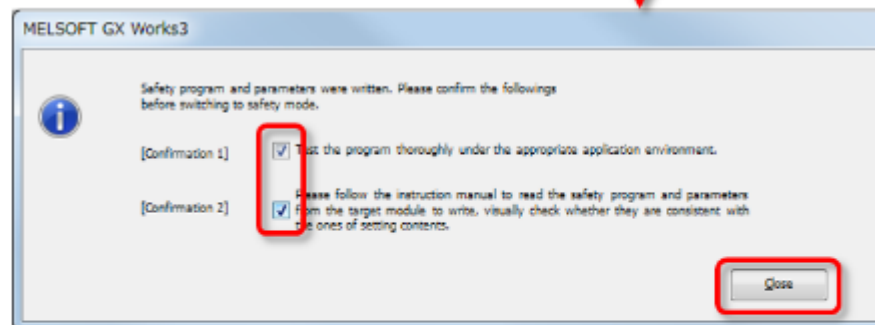 MELSOFT GX Works3
Safety program and parameters were written. Please confirm the followings
before switching to safety mode.
[Confirmation 1]
Test the program thoroughly under the appropriate application environment.
[Confirmation 2]
Please follow the instruction manual to read the safety program and parameters
from the target module to write, visually check whether they are consistent with
the ones of setting contents.
Close